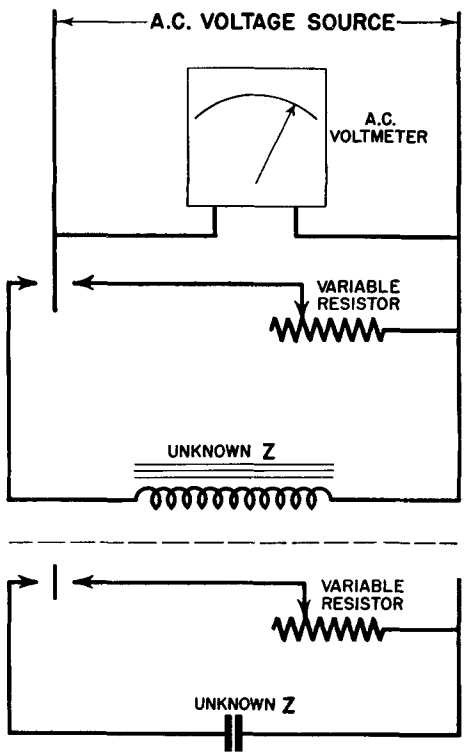 A.C. VOLTAGE SOURCE
A.C.
VOLTMETER
VARIABLE
RESISTOR
UNKNOWN Z
VARIABLE
RESISTOR
UNKNOWN Z